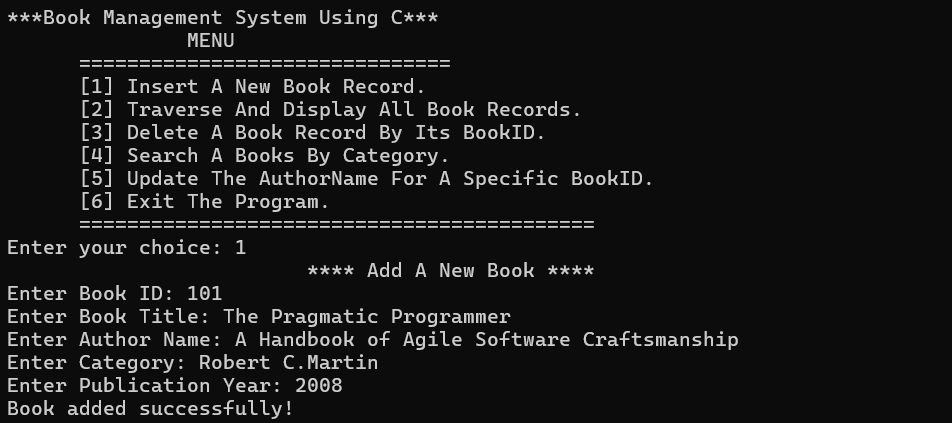 ***Book Management System Using C***
MENU
===============================
[1] Insert A New Book Record.
[2] Traverse And Display All Book Records.
[3] Delete A Book Record By Its BookID.
[4] Search A Books By Category.
[5] Update The AuthorName For A Specific BookID.
[6] Exit The Program.
===========================================
Enter your choice: 1
**** Add A New Book ****
Enter Book ID: 101
Enter Book Title: The Pragmatic Programmer
Enter Author Name: A Handbook of Agile Software Craftsmanship
Enter Category: Robert C.Martin
Enter Publication Year: 2008
Book added successfully!